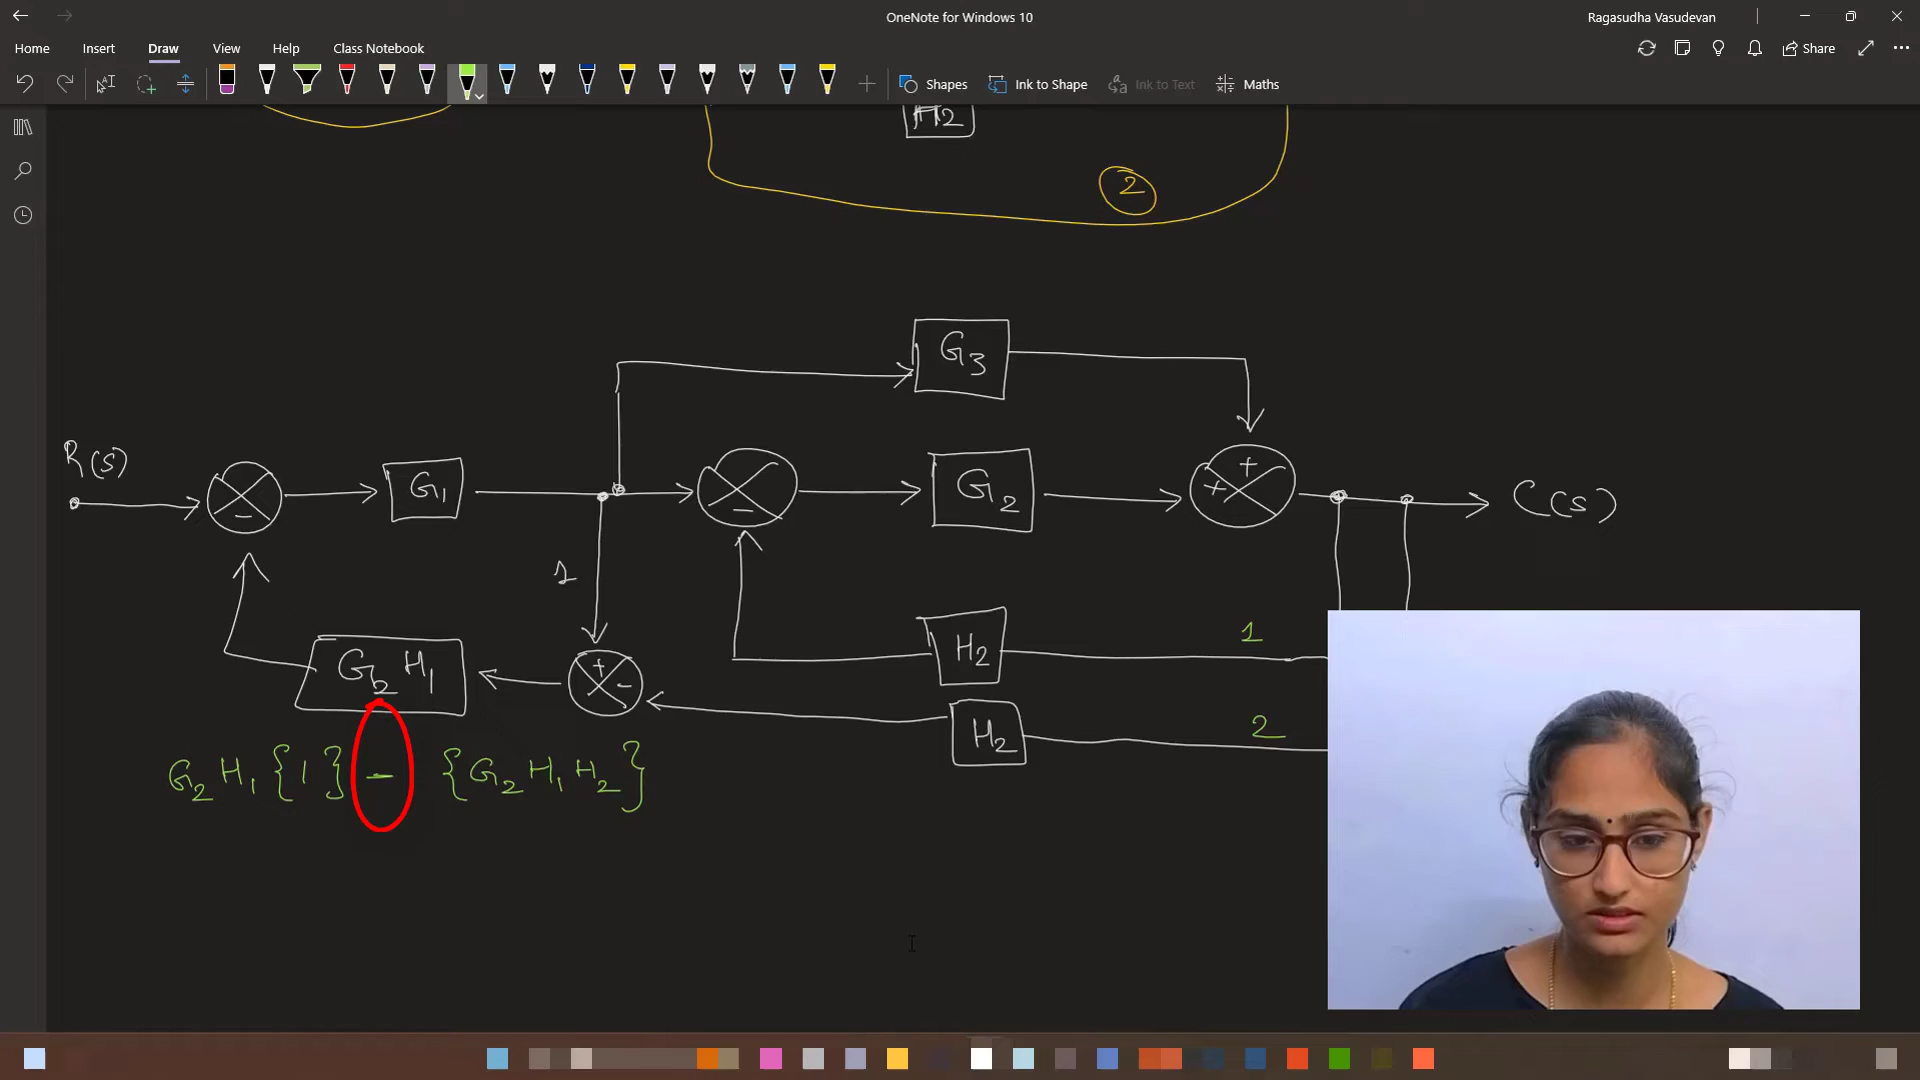 OneNote for Windows 10
Ragasudha Vasudevan
Home Insert Draw View Help Class Notebook
Share
Shapes Ink to Shape Ink to Text Maths
H2
2
G3
R(s)
- G1 - G2 + + C(s)
1
G2 H1 + - H2 1
H2 2
G2 H1 {1} - {G2 H1 H2}